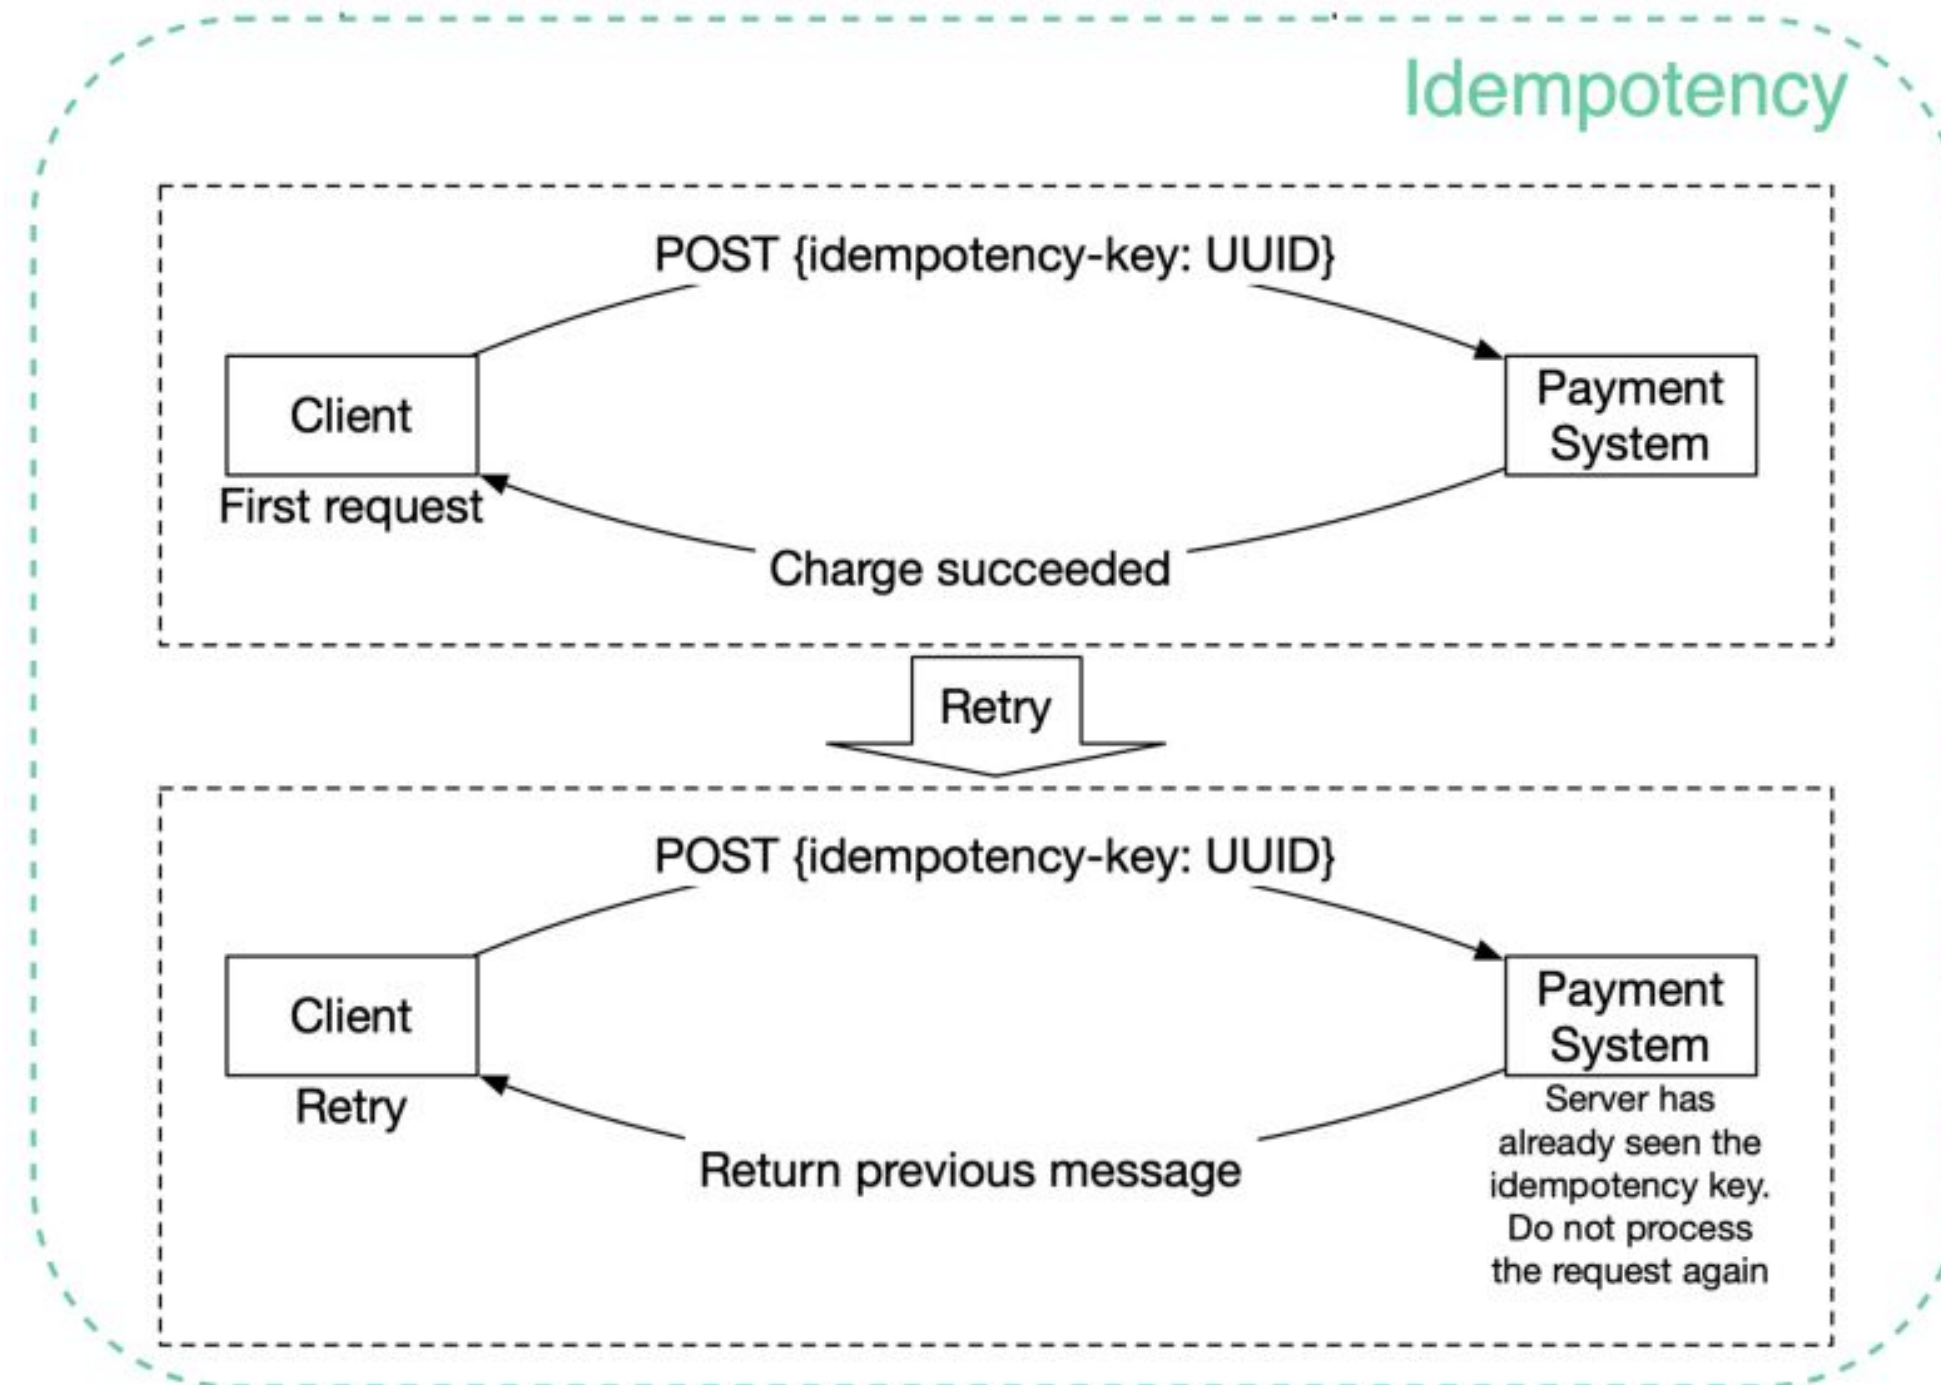 Idempotency
POST {idempotency-key: UUID}
Client
Payment
System
First request
Charge succeeded
Retry
POST {idempotency-key: UUID}
Client
Payment
System
Retry
Return previous message
Server has
already seen the
idempotency key.
Do not process
the request again